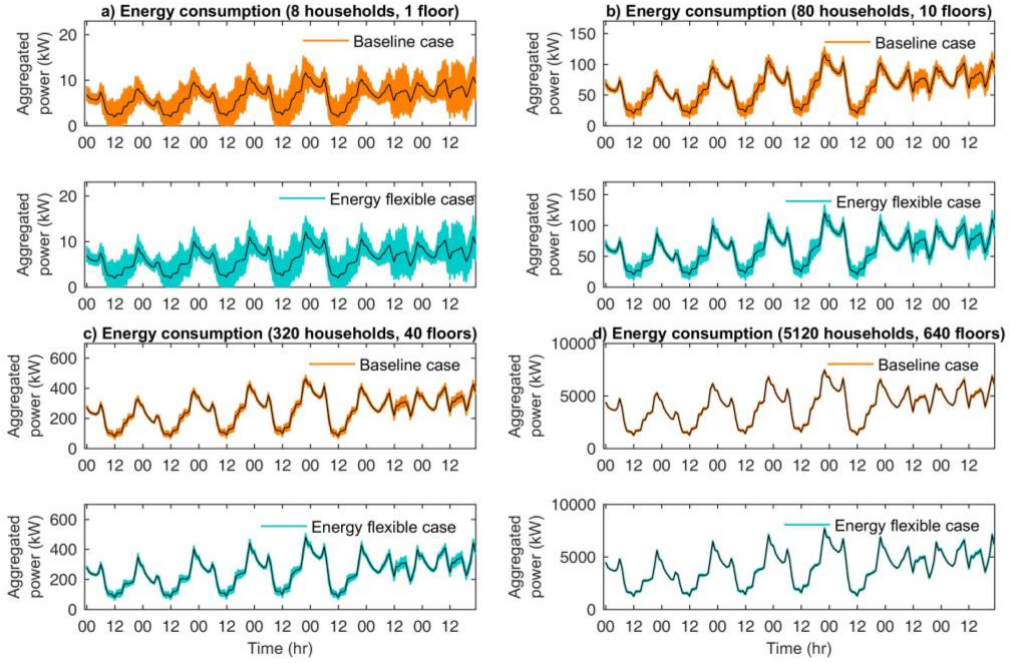 a) Energy consumption (8 households, 1 floor)
Aggregated
power (kW)
20
10
0
Baseline case
00 12 00 12 00 12 00 12 00 12 00 12 00 12
Aggregated
power (kW)
20
10
0
Energy flexible case
00 12 00 12 00 12 00 12 00 12 00 12 00 12
b) Energy consumption (80 households, 10 floors)
Aggregated
power (kW)
150
100
50
0
Baseline case
00 12 00 12 00 12 00 12 00 12 00 12 00 12
Aggregated
power (kW)
150
100
50
0
Energy flexible case
00 12 00 12 00 12 00 12 00 12 00 12 00 12
c) Energy consumption (320 households, 40 floors)
Aggregated
power (kW)
600
400
200
0
Baseline case
00 12 00 12 00 12 00 12 00 12 00 12 00 12
Aggregated
power (kW)
600
400
200
0
Energy flexible case
00 12 00 12 00 12 00 12 00 12 00 12 00 12
Time (hr)
d) Energy consumption (5120 households, 640 floors)
Aggregated
power (kW)
10000
5000
0
Baseline case
00 12 00 12 00 12 00 12 00 12 00 12 00 12
Aggregated
power (kW)
10000
5000
0
Energy flexible case
00 12 00 12 00 12 00 12 00 12 00 12 00 12
Time (hr)